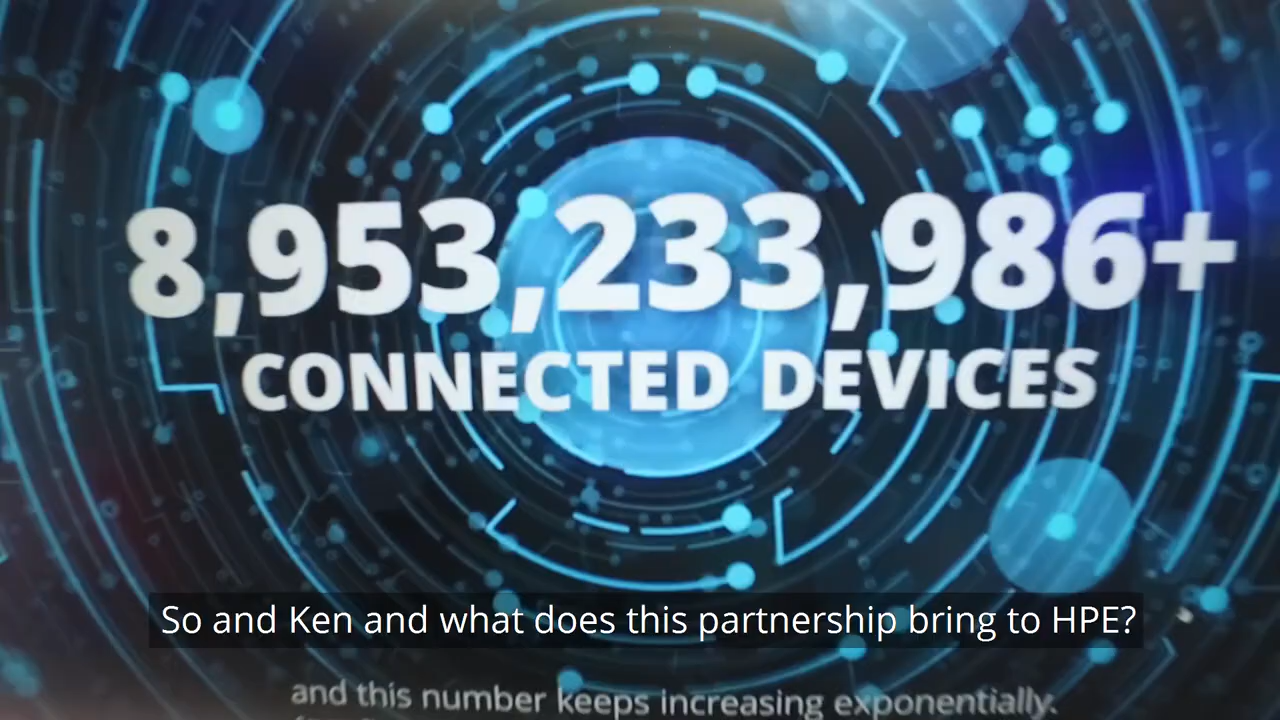 8,953,233,986+
CONNECTED DEVICES
So and Ken and what does this partnership bring to HPE?
and this number keeps increasing exponentially.